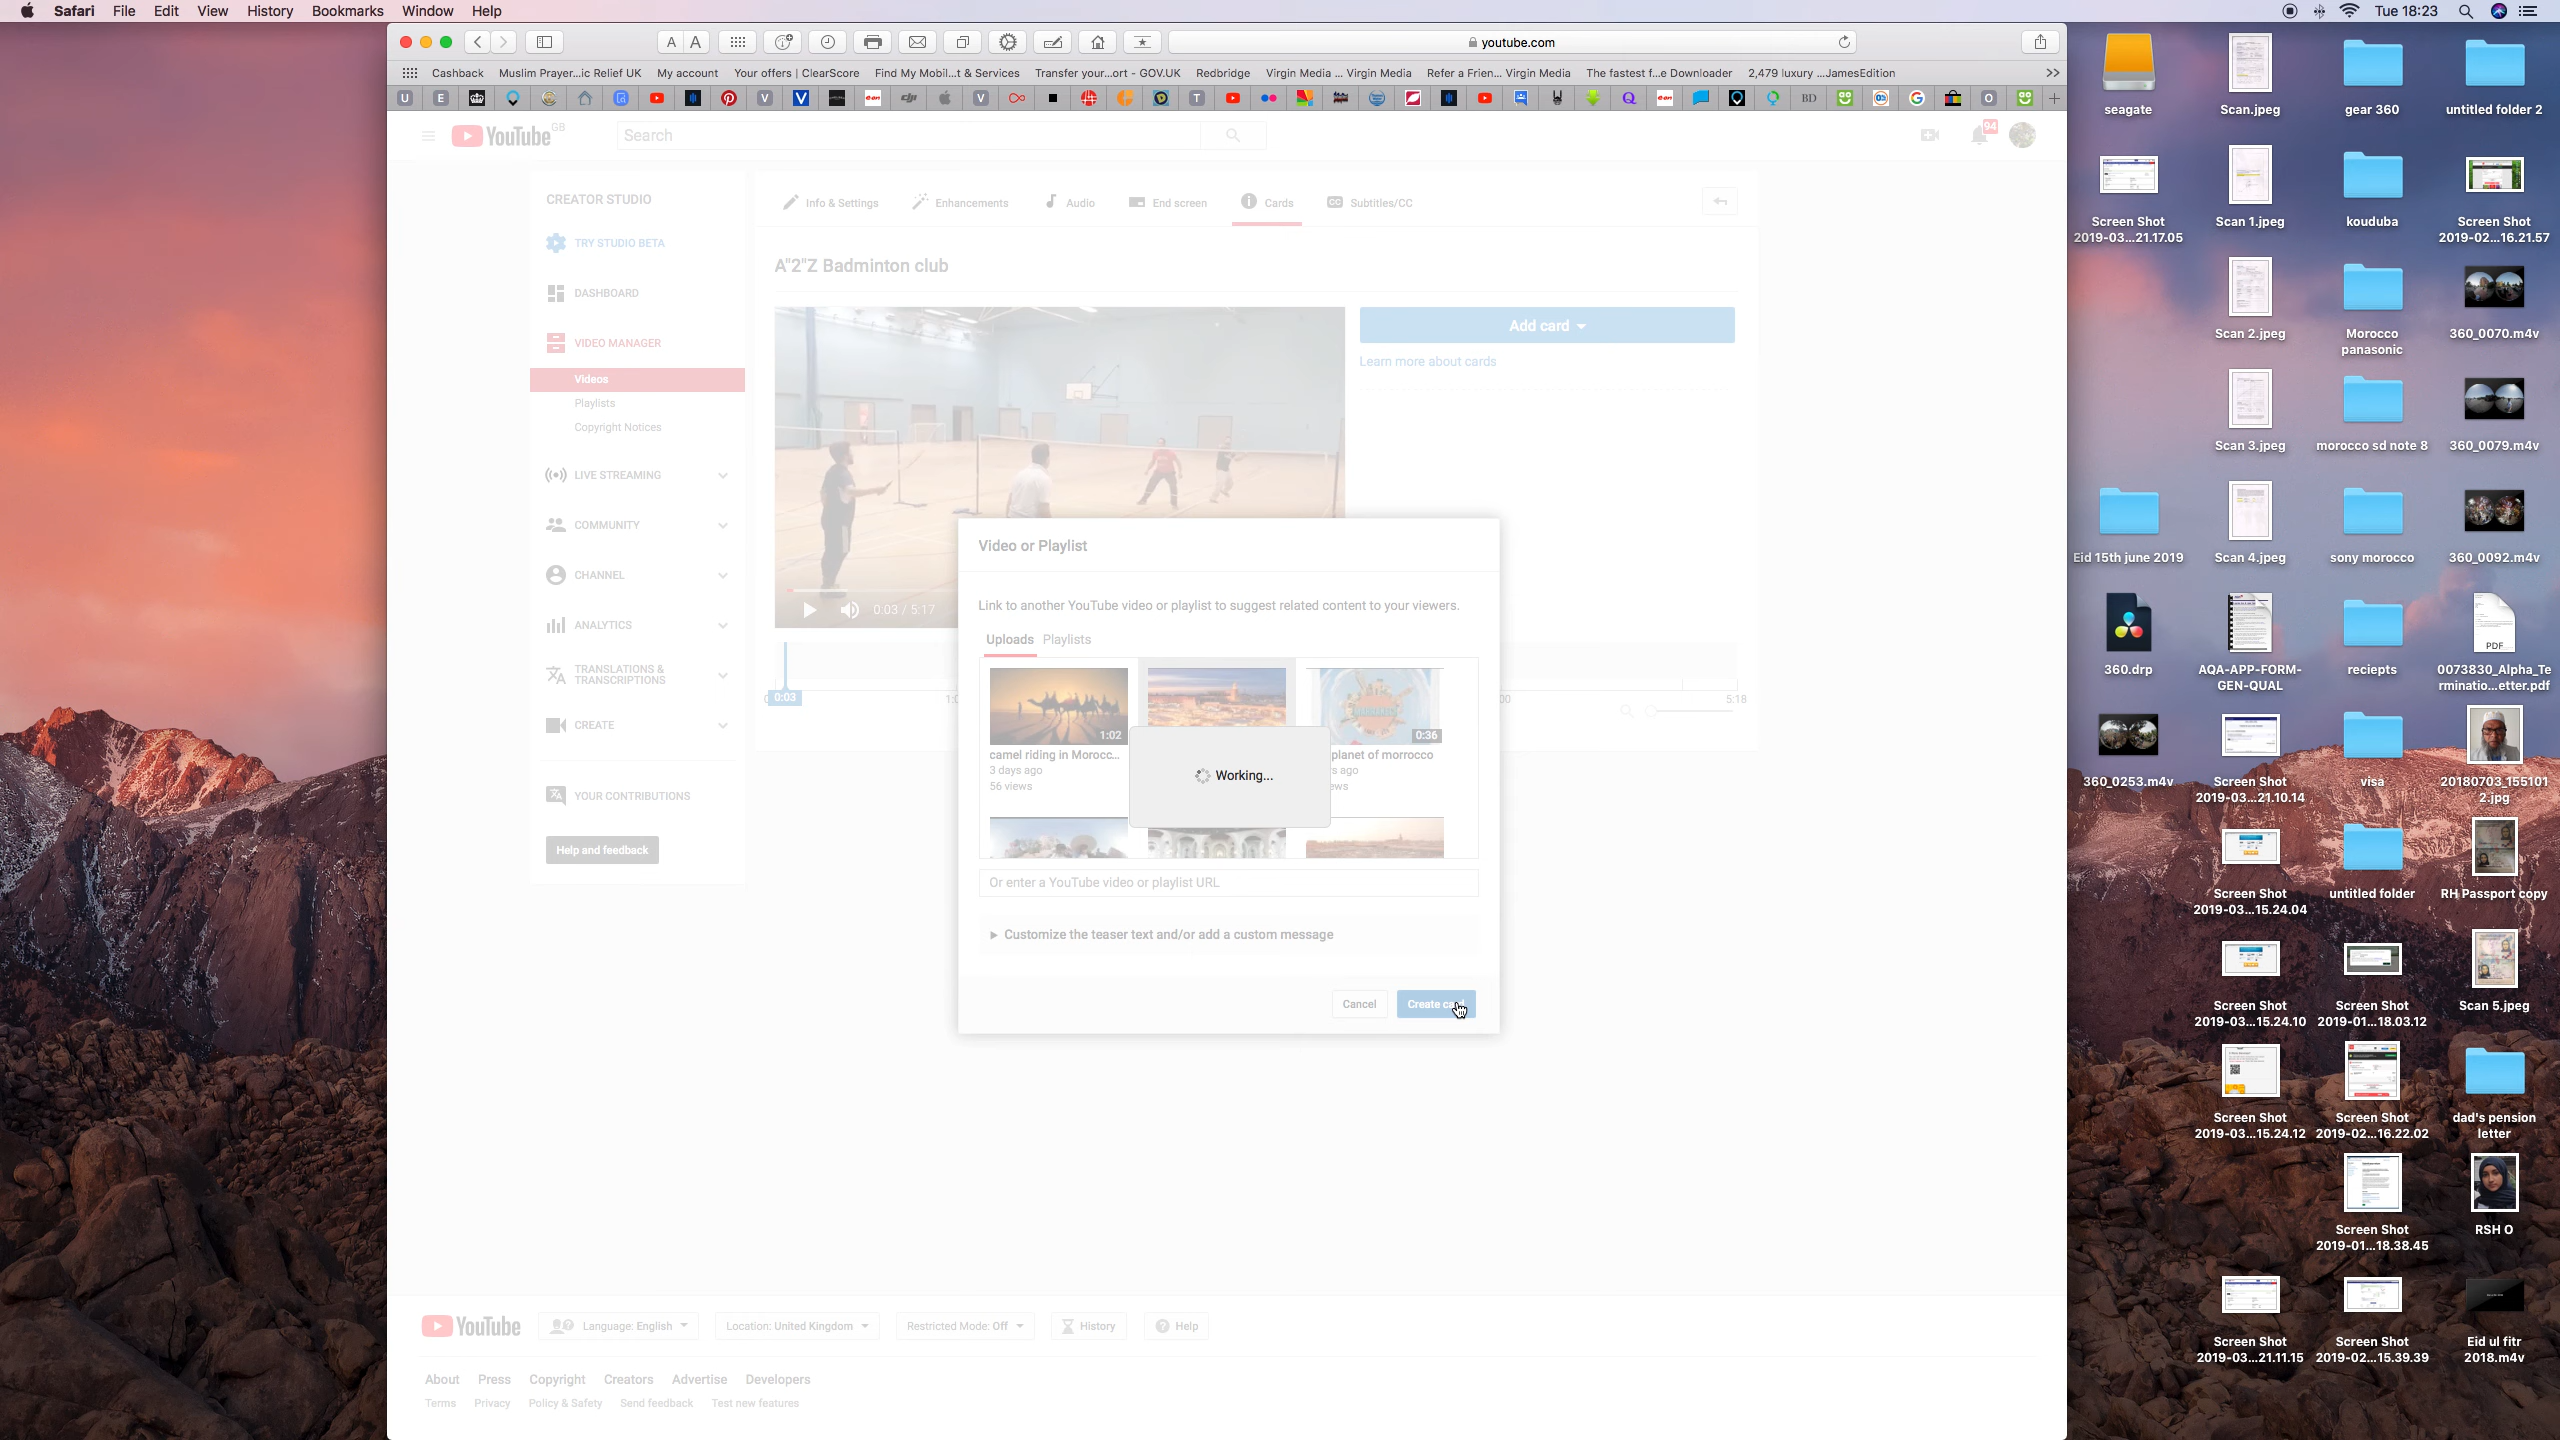 Safari File Edit View History Bookmarks Window Help
Tue 18:23
youtube.com
Cashback Muslim Prayer...ic Relief UK My account Your offers | ClearScore Find My Mobil...t & Services Transfer your...ort - GOV.UK Redbridge Virgin Media ... Virgin Media Refer a Frien... Virgin Media The fastest f...e Downloader 2,479 luxury ...JamesEdition
YouTube GB
Search
94
CREATOR STUDIO
TRY STUDIO BETA
DASHBOARD
VIDEO MANAGER
Videos
Playlists
Copyright Notices
LIVE STREAMING
COMMUNITY
CHANNEL
ANALYTICS
TRANSLATIONS &
TRANSCRIPTIONS
CREATE
YOUR CONTRIBUTIONS
Help and feedback
Info & Settings Enhancements Audio End screen Cards Subtitles/CC
A"2"Z Badminton club
Add card
Learn more about cards
0:03 / 5:17
0:03
5:18
Video or Playlist
Link to another YouTube video or playlist to suggest related content to your viewers.
Uploads Playlists
1:02
0:36
camel riding in Morocc...
3 days ago
56 views
planet of morrocco
Working...
Or enter a YouTube video or playlist URL
Customize the teaser text and/or add a custom message
Cancel
Create
YouTube
Language: English
Location: United Kingdom
Restricted Mode: Off
History
Help
About Press Copyright Creators Advertise Developers
Terms Privacy Policy & Safety Send feedback Test new features
seagate
Scan.jpeg
gear 360
untitled folder 2
Screen Shot
2019-03...21.17.05
Scan 1.jpeg
kouduba
Screen Shot
2019-02...16.21.57
Scan 2.jpeg
Morocco
panasonic
360_0070.m4v
Scan 3.jpeg
morocco sd note 8
360_0079.m4v
Eid 15th june 2019
Scan 4.jpeg
sony morocco
360_0092.m4v
360.drp
AQA-APP-FORM-
GEN-QUAL
reciepts
PDF
0073830_Alpha_Te
rminatio...etter.pdf
360_0253.m4v
Screen Shot
2019-03...21.10.14
visa
20180703_155101
2.jpg
Screen Shot
2019-03...15.24.04
untitled folder
RH Passport copy
Screen Shot
2019-03...15.24.10
Screen Shot
2019-01...18.03.12
Scan 5.jpeg
Screen Shot
2019-03...15.24.12
Screen Shot
2019-02...16.22.02
dad's pension
letter
Screen Shot
2019-01...18.38.45
RSH O
Screen Shot
2019-03...21.11.15
Screen Shot
2019-02...15.39.39
Eid ul fitr
2018.m4v